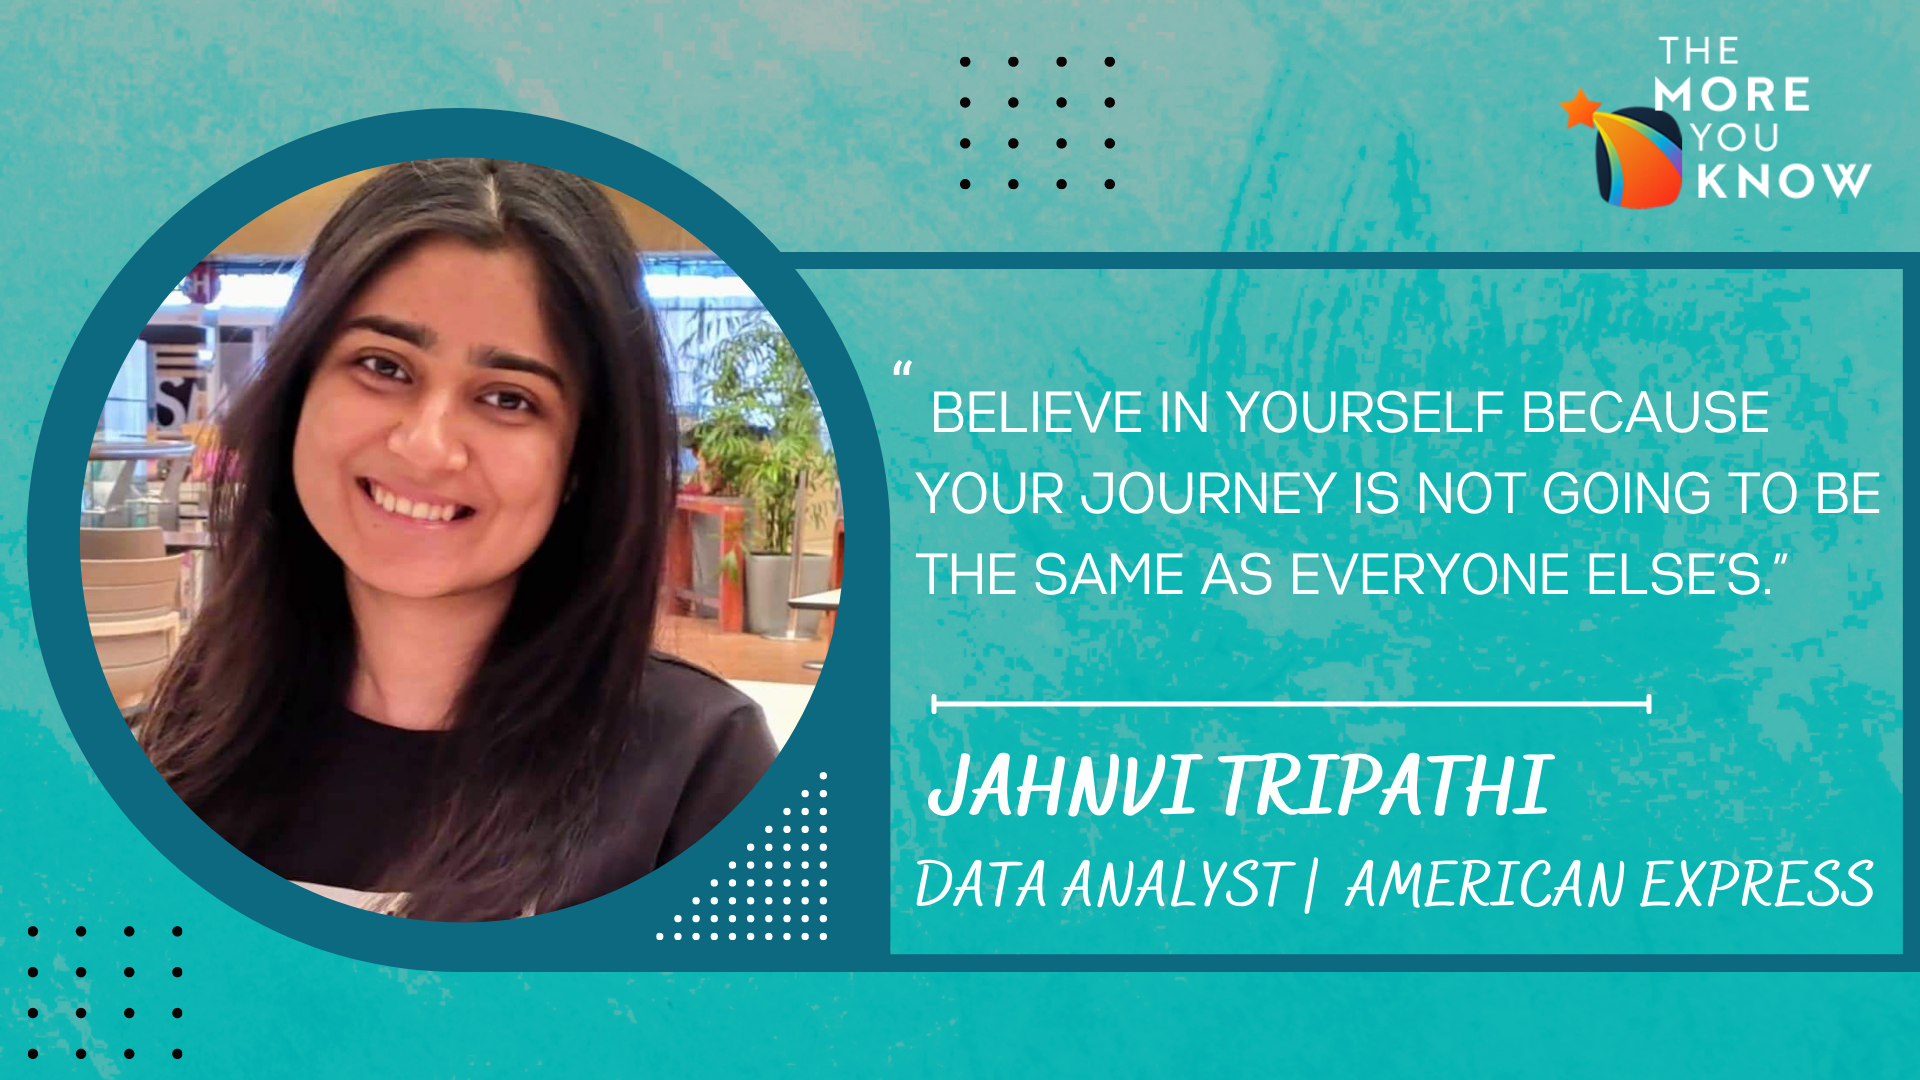 THE
MORE
YOU
KNOW
“ BELIEVE IN YOURSELF BECAUSE
YOUR JOURNEY IS NOT GOING TO BE
THE SAME AS EVERYONE ELSE’S.”
JAHNVI TRIPATHI
DATA ANALYST | AMERICAN EXPRESS